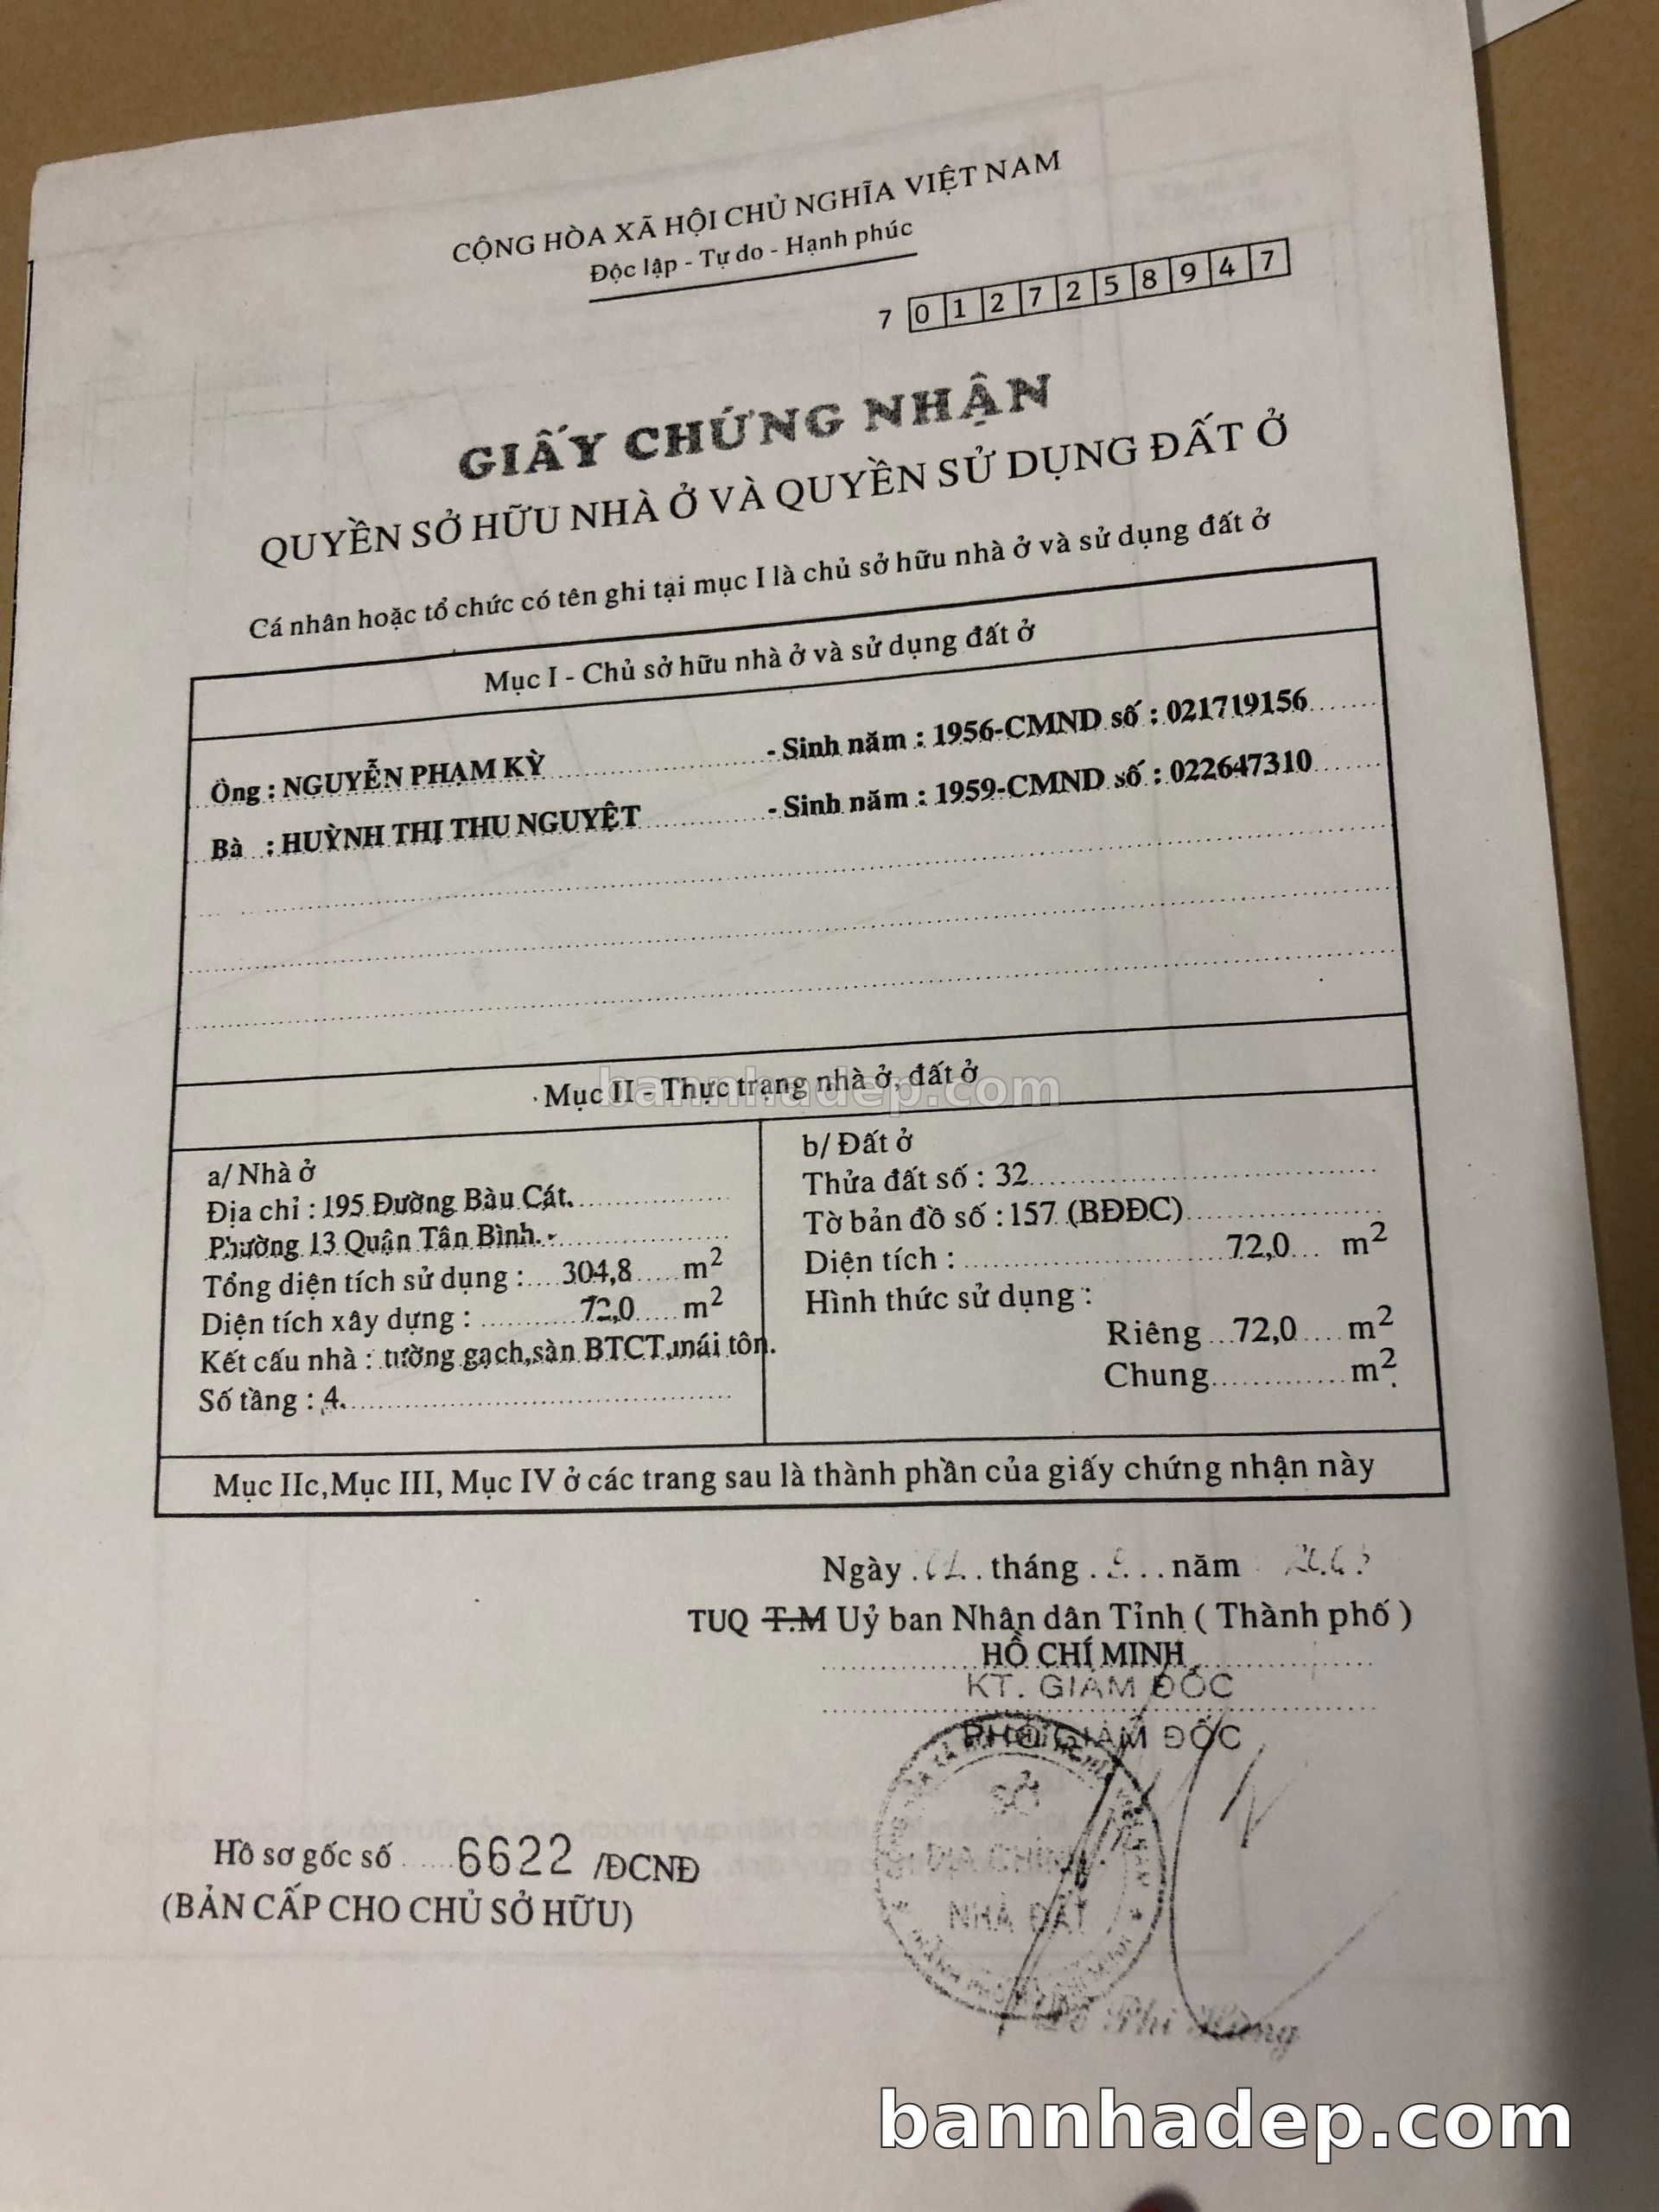 CỘNG HÒA XÃ HỘI CHỦ NGHĨA VIỆT NAM
Độc lập - Tự do - Hạnh phúc
7 0127258947
GIẤY CHỨNG NHẬN
QUYỀN SỞ HỮU NHÀ Ở VÀ QUYỀN SỬ DỤNG ĐẤT Ở
Cá nhân hoặc tổ chức có tên ghi tại mục I là chủ sở hữu nhà ở và sử dụng đất ở
Mục I - Chủ sở hữu nhà ở và sử dụng đất ở
Ông : NGUYỄN PHẠM KỲ - Sinh năm : 1956-CMND số : 021719156
Bà : HUỲNH THỊ THU NGUYỆT - Sinh năm : 1959-CMND số : 022647310
Mục II - Thực trạng nhà ở, đất ở
bannhadep.com
a/ Nhà ở
Địa chỉ : 195 Đường Bàu Cát.
Phường 13 Quận Tân Bình.-
Tổng diện tích sử dụng : 304,8 m2
Diện tích xây dựng : 72,0 m2
Kết cấu nhà : tường gạch,sàn BTCT,mái tôn.
Số tầng : 4.
b/ Đất ở
Thửa đất số : 32
Tờ bản đồ số : 157 (BĐĐC)
Diện tích : 72,0 m2
Hình thức sử dụng :
Riêng 72,0 m2
Chung m2
Mục IIc,Mục III, Mục IV ở các trang sau là thành phần của giấy chứng nhận này
Ngày tháng năm
TUQ T.M Uỷ ban Nhân dân Tỉnh ( Thành phố )
HỒ CHÍ MINH
KT. GIÁM ĐỐC
PHÓ GIÁM ĐỐC
SỞ
ĐỊA CHÍNH
NHÀ ĐẤT
Hồ sơ gốc số 6622 /ĐCNĐ
(BẢN CẤP CHO CHỦ SỞ HỮU)
Phi Hùng
bannhadep.com